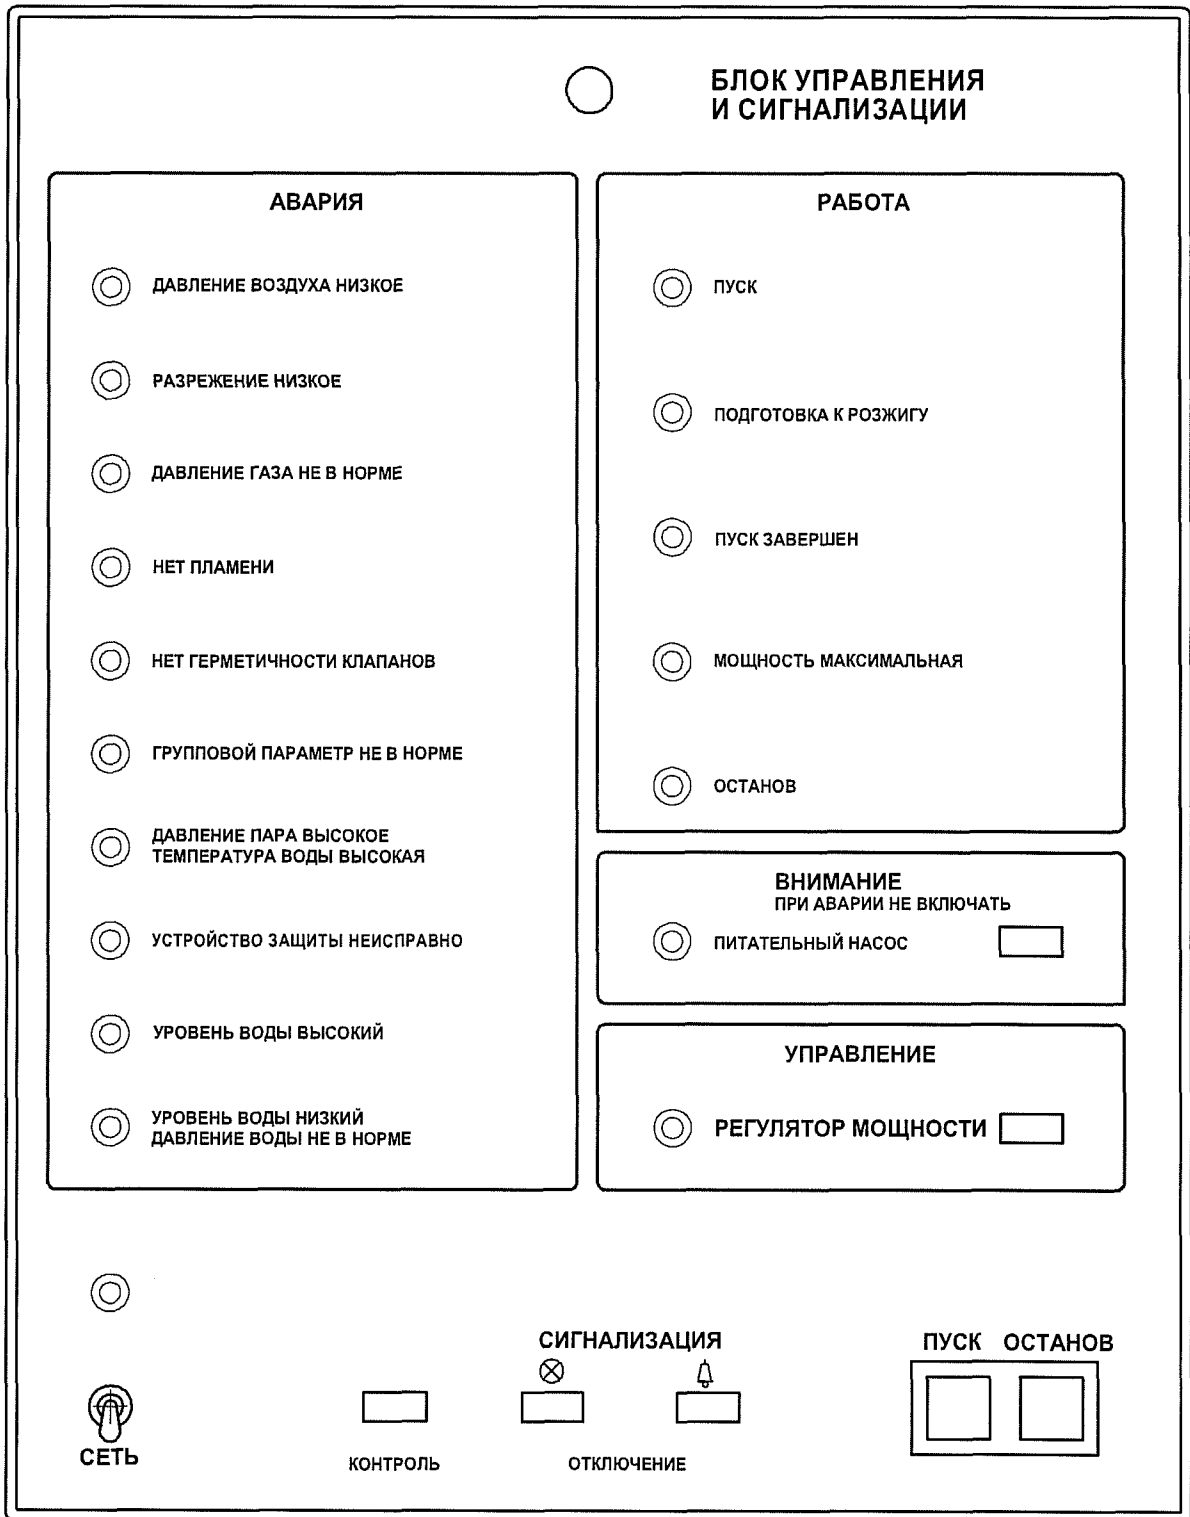 БЛОК УПРАВЛЕНИЯ
И СИГНАЛИЗАЦИИ
АВАРИЯ
ДАВЛЕНИЕ ВОЗДУХА НИЗКОЕ
РАЗРЕЖЕНИЕ НИЗКОЕ
ДАВЛЕНИЕ ГАЗА НЕ В НОРМЕ
НЕТ ПЛАМЕНИ
НЕТ ГЕРМЕТИЧНОСТИ КЛАПАНОВ
ГРУППОВОЙ ПАРАМЕТР НЕ В НОРМЕ
ДАВЛЕНИЕ ПАРА ВЫСОКОЕ
ТЕМПЕРАТУРА ВОДЫ ВЫСОКАЯ
УСТРОЙСТВО ЗАЩИТЫ НЕИСПРАВНО
УРОВЕНЬ ВОДЫ ВЫСОКИЙ
УРОВЕНЬ ВОДЫ НИЗКИЙ
ДАВЛЕНИЕ ВОДЫ НЕ В НОРМЕ
РАБОТА
ПУСК
ПОДГОТОВКА К РОЗЖИГУ
ПУСК ЗАВЕРШЕН
МОЩНОСТЬ МАКСИМАЛЬНАЯ
ОСТАНОВ
ВНИМАНИЕ
ПРИ АВАРИИ НЕ ВКЛЮЧАТЬ
ПИТАТЕЛЬНЫЙ НАСОС
УПРАВЛЕНИЕ
РЕГУЛЯТОР МОЩНОСТИ
СЕТЬ
КОНТРОЛЬ
СИГНАЛИЗАЦИЯ
ОТКЛЮЧЕНИЕ
ПУСК ОСТАНОВ